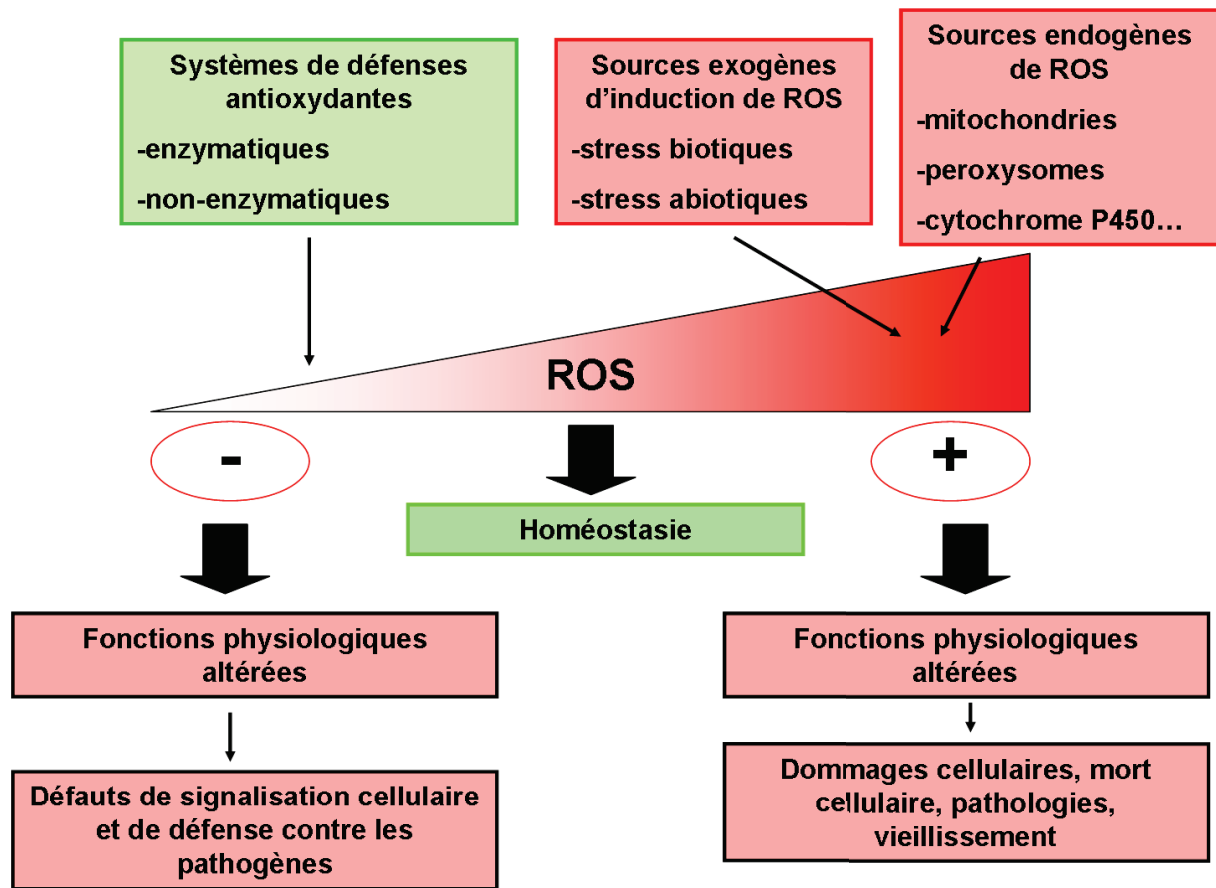 Systèmes de défenses
antioxydantes
-enzymatiques
-non-enzymatiques
Sources exogènes
d'induction de ROS
-stress biotiques
-stress abiotiques
Sources endogènes
de ROS
-mitochondries
-peroxysomes
-cytochrome P450…
ROS
-
+
Homéostasie
Fonctions physiologiques
altérées
Fonctions physiologiques
altérées
Défauts de signalisation cellulaire
et de défense contre les
pathogènes
Dommages cellulaires, mort
cellulaire, pathologies,
vieillissement